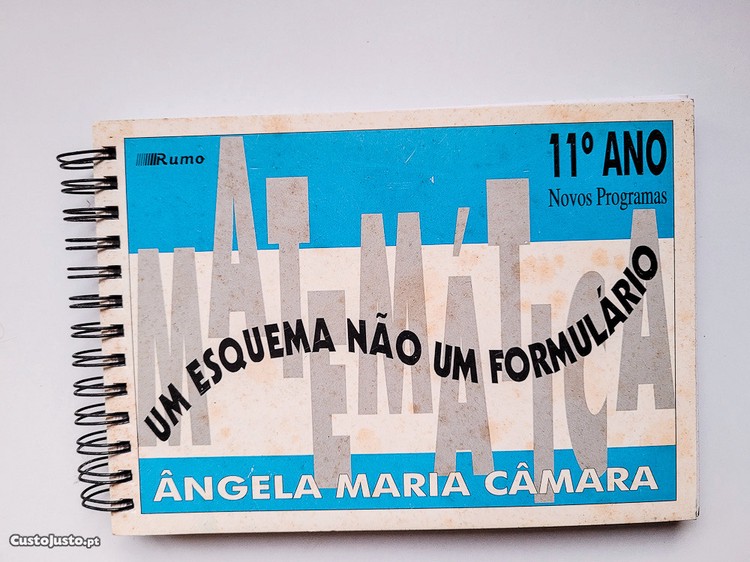 Rumo
11º ANO
Novos Programas
MATEMÁTICA
UM ESQUEMA NÃO UM FORMULÁRIO
ÂNGELA MARIA CÂMARA
CustoJusto.pt